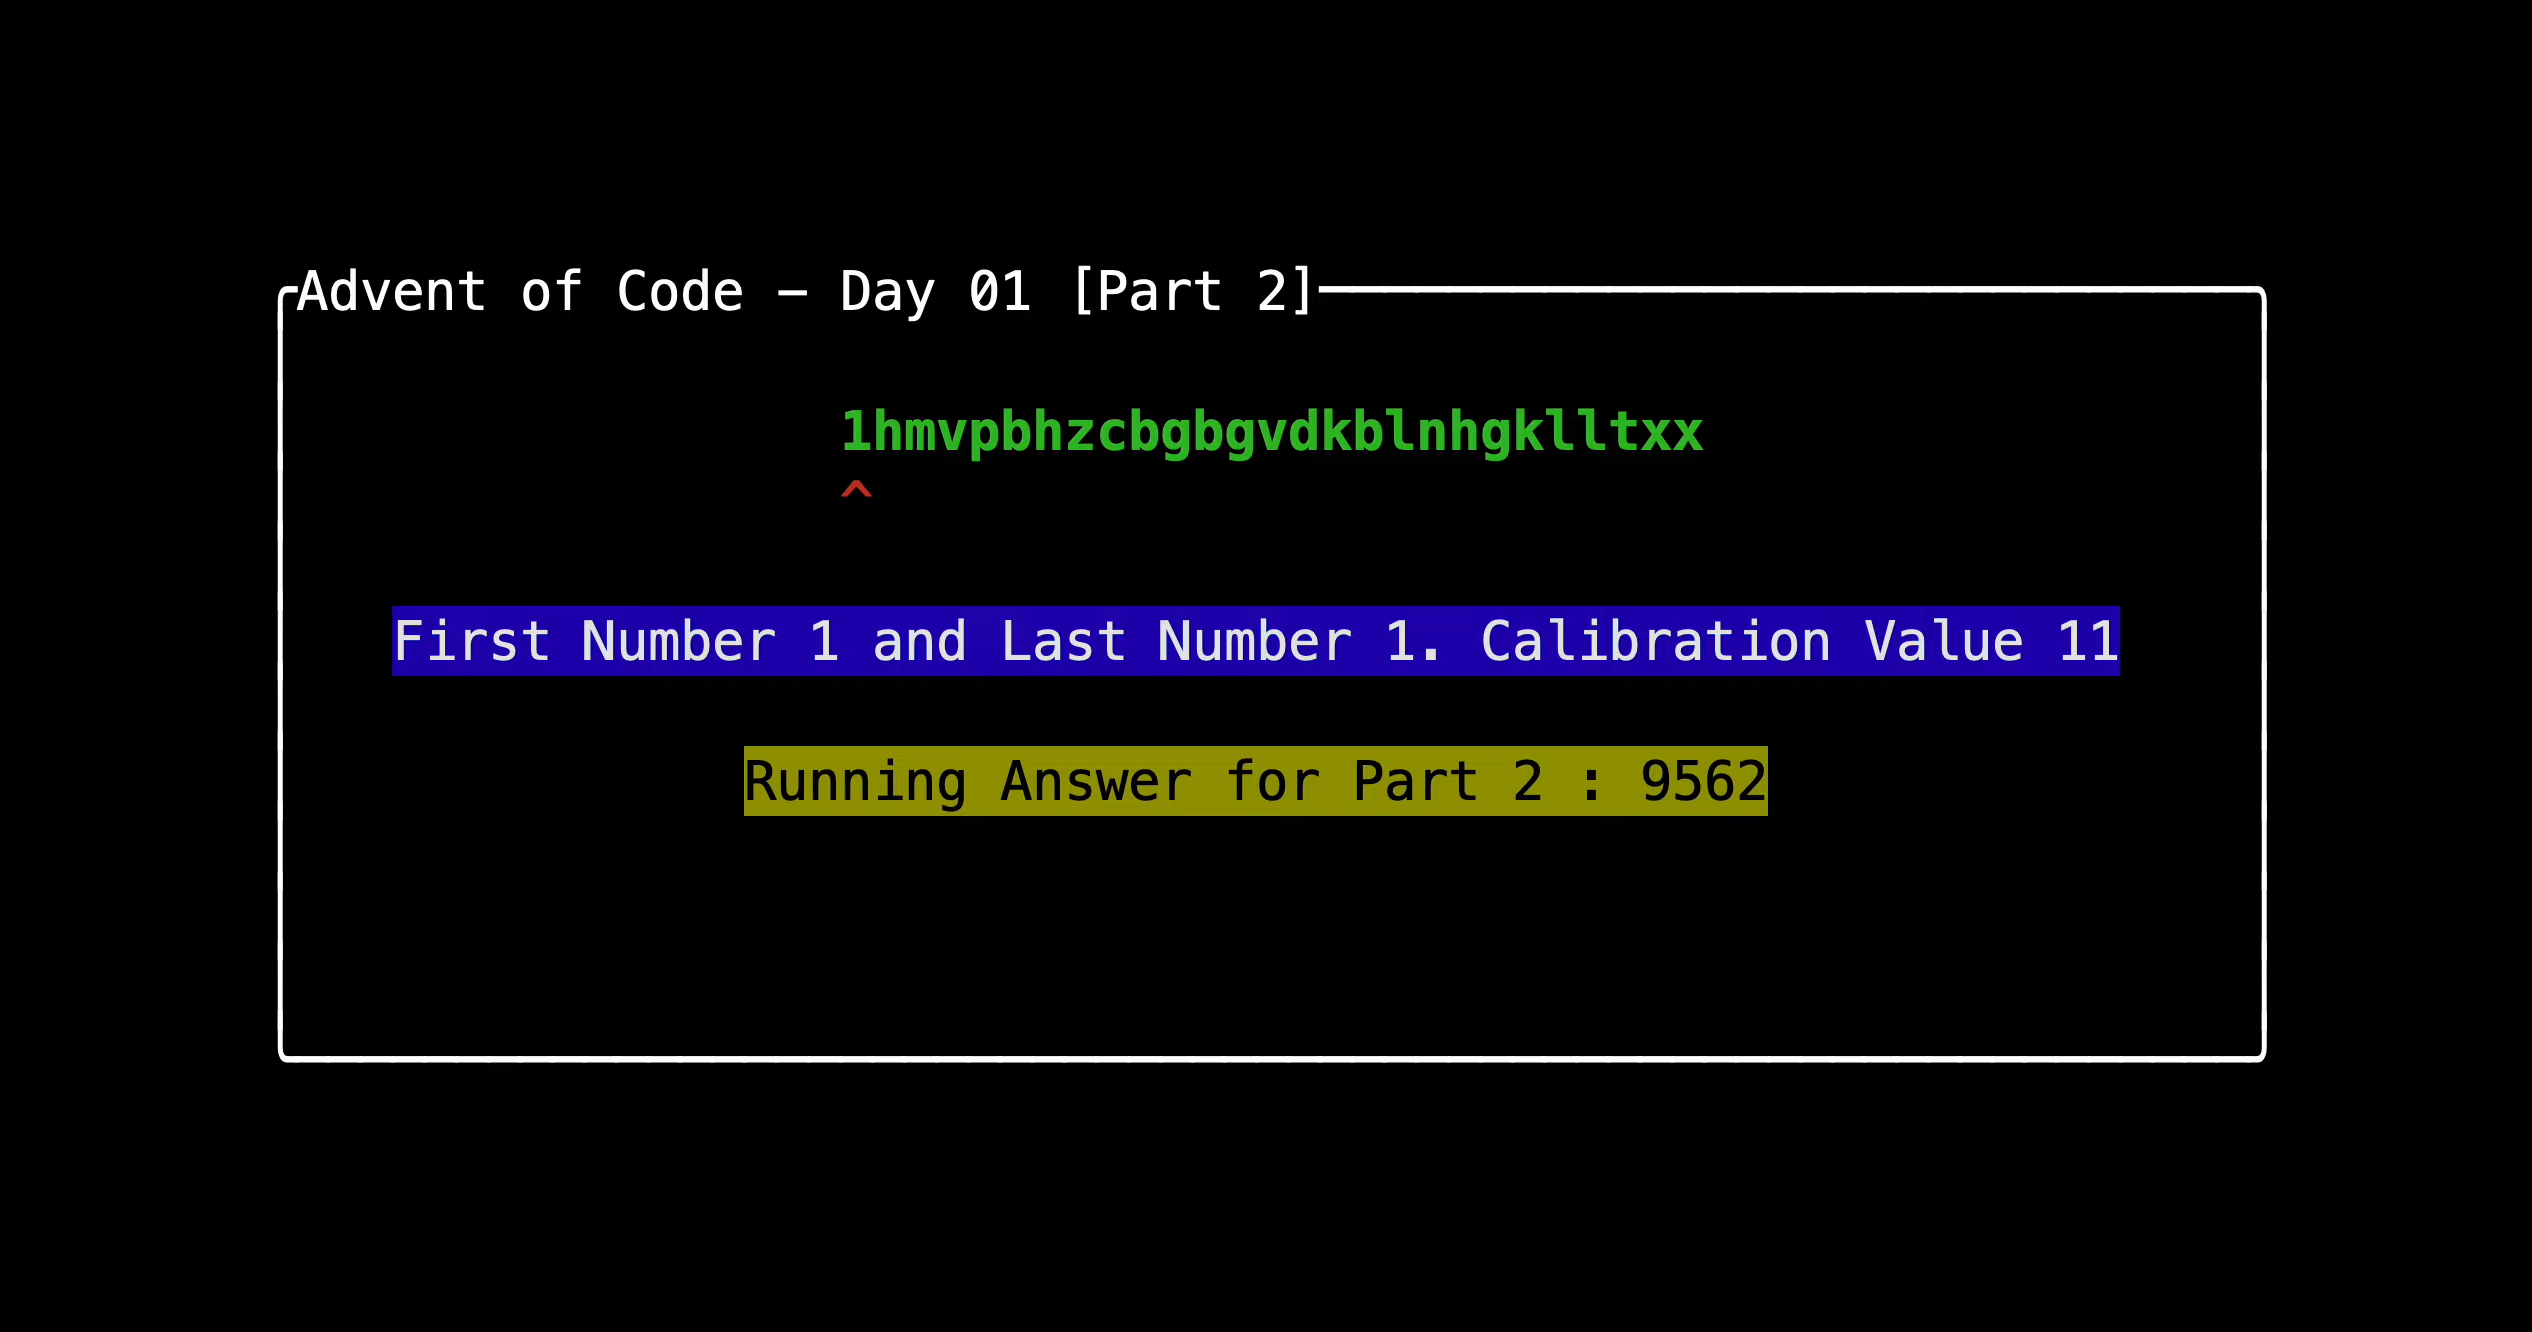 Advent of Code - Day 01 [Part 2]
1hmvpbhzcbgbgvdkblnhgklltxx
^
First Number 1 and Last Number 1. Calibration Value 11
Running Answer for Part 2 : 9562